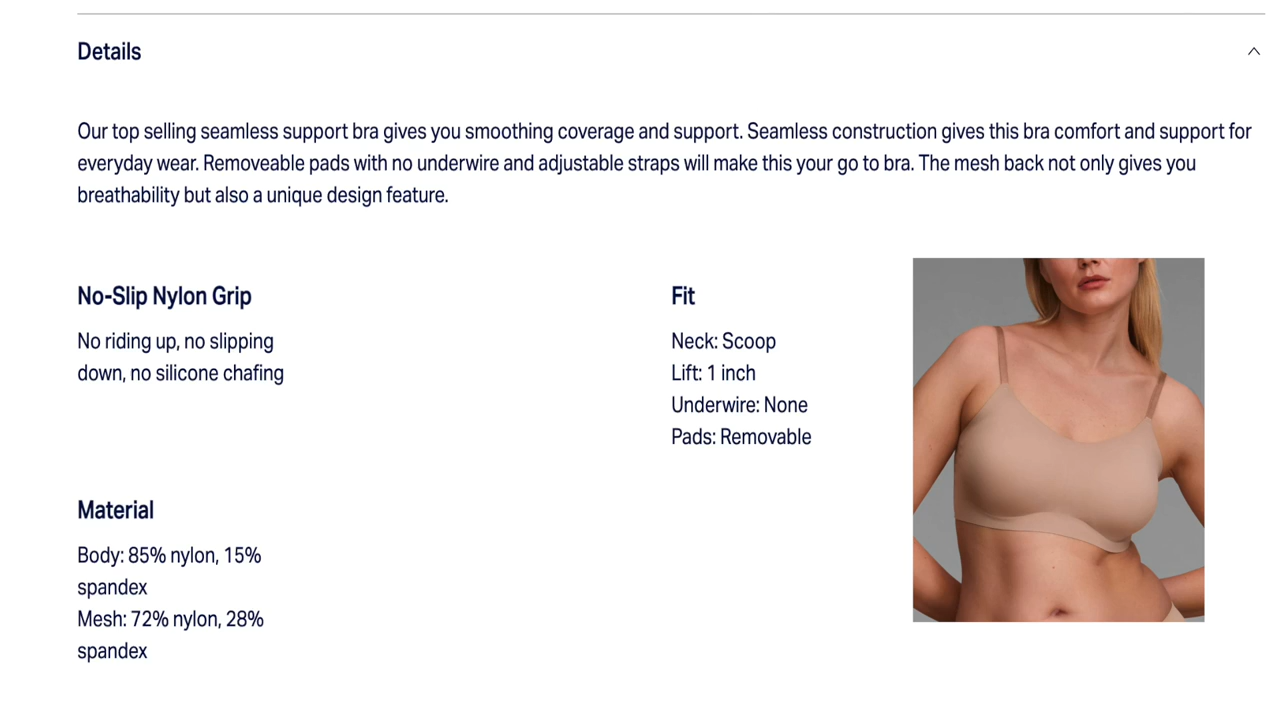 Details
Our top selling seamless support bra gives you smoothing coverage and support. Seamless construction gives this bra comfort and support for
everyday wear. Removeable pads with no underwire and adjustable straps will make this your go to bra. The mesh back not only gives you
breathability but also a unique design feature.
No-Slip Nylon Grip
No riding up, no slipping
down, no silicone chafing
Fit
Neck: Scoop
Lift: 1 inch
Underwire: None
Pads: Removable
Material
Body: 85% nylon, 15%
spandex
Mesh: 72% nylon, 28%
spandex